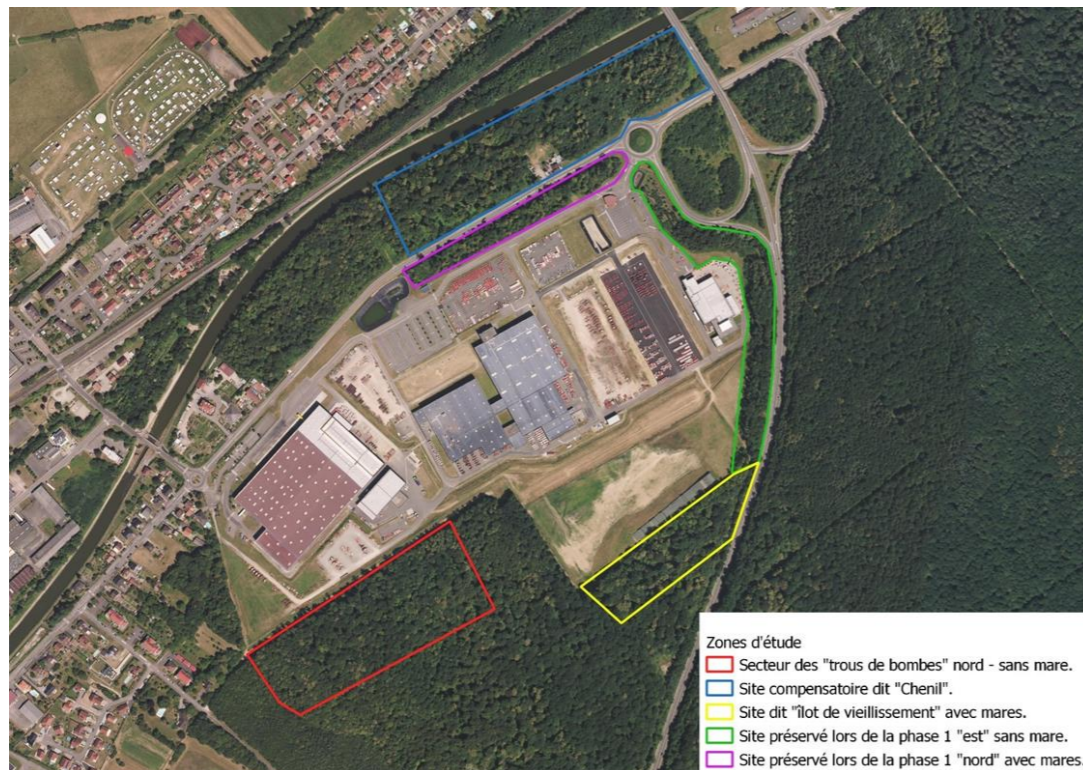 Zones d'étude
Secteur des "trous de bombes" nord - sans mare.
Site compensatoire dit "Chenil".
Site dit "îlot de vieillissement" avec mares.
Site préservé lors de la phase 1 "est" sans mare.
Site préservé lors de la phase 1 "nord" avec mares.